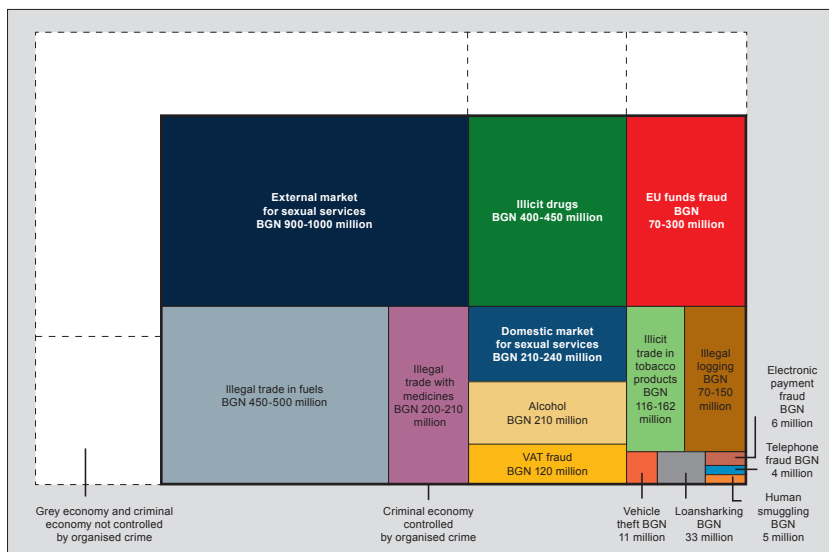 External market
for sexual services
BGN 900-1000 million
Illicit drugs
BGN 400-450 million
EU funds fraud
BGN
70-300 million
Illegal trade in fuels
BGN 450-500 million
Illegal
trade with
medicines
BGN 200-210
million
Domestic market
for sexual services
BGN 210-240 million
Alcohol
BGN 210 million
VAT fraud
BGN 120 million
Illicit
trade in
tobacco
products
BGN
116-162
million
Illegal
logging
BGN
70-150
million
Electronic
payment
fraud
BGN
6 million
Telephone
fraud BGN
4 million
Human
smuggling
BGN
5 million
Grey economy and criminal
economy not controlled
by organised crime
Criminal economy
controlled
by organised crime
Vehicle
theft BGN
11 million
Loansharking
BGN
33 million